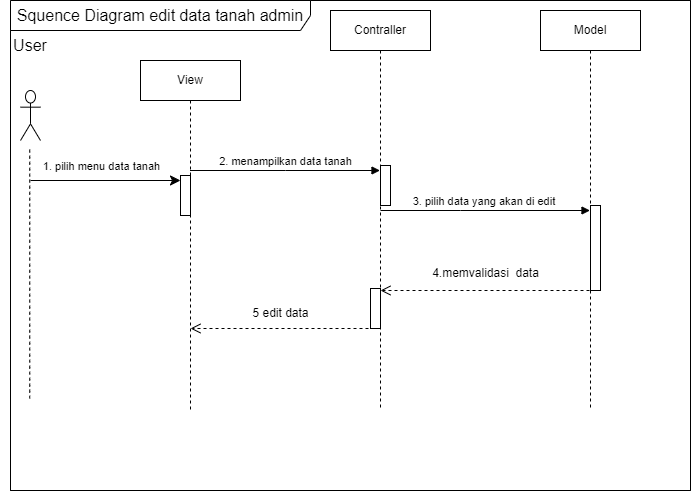 Squence Diagram edit data tanah admin
User
Contraller
Model
View
1. pilih menu data tanah
2. menampilkan data tanah
3. pilih data yang akan di edit
4.memvalidasi data
5 edit data